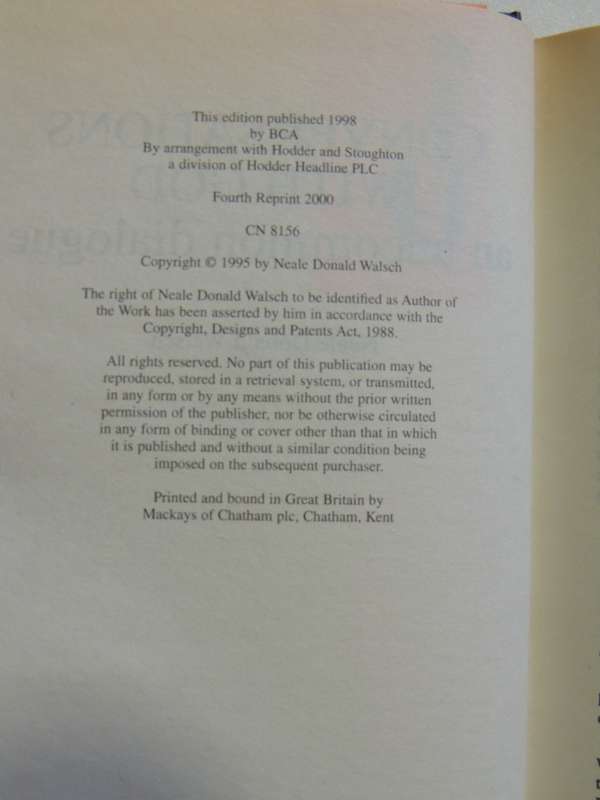 This edition published 1998
by BCA
By arrangement with Hodder and Stoughton
a division of Hodder Headline PLC
Fourth Reprint 2000
CN 8156
Copyright © 1995 by Neale Donald Walsch
The right of Neale Donald Walsch to be identified as Author of
the Work has been asserted by him in accordance with the
Copyright, Designs and Patents Act, 1988.
All rights reserved. No part of this publication may be
reproduced, stored in a retrieval system, or transmitted,
in any form or by any means without the prior written
permission of the publisher, nor be otherwise circulated
in any form of binding or cover other than that in which
it is published and without a similar condition being
imposed on the subsequent purchaser.
Printed and bound in Great Britain by
Mackays of Chatham plc, Chatham, Kent